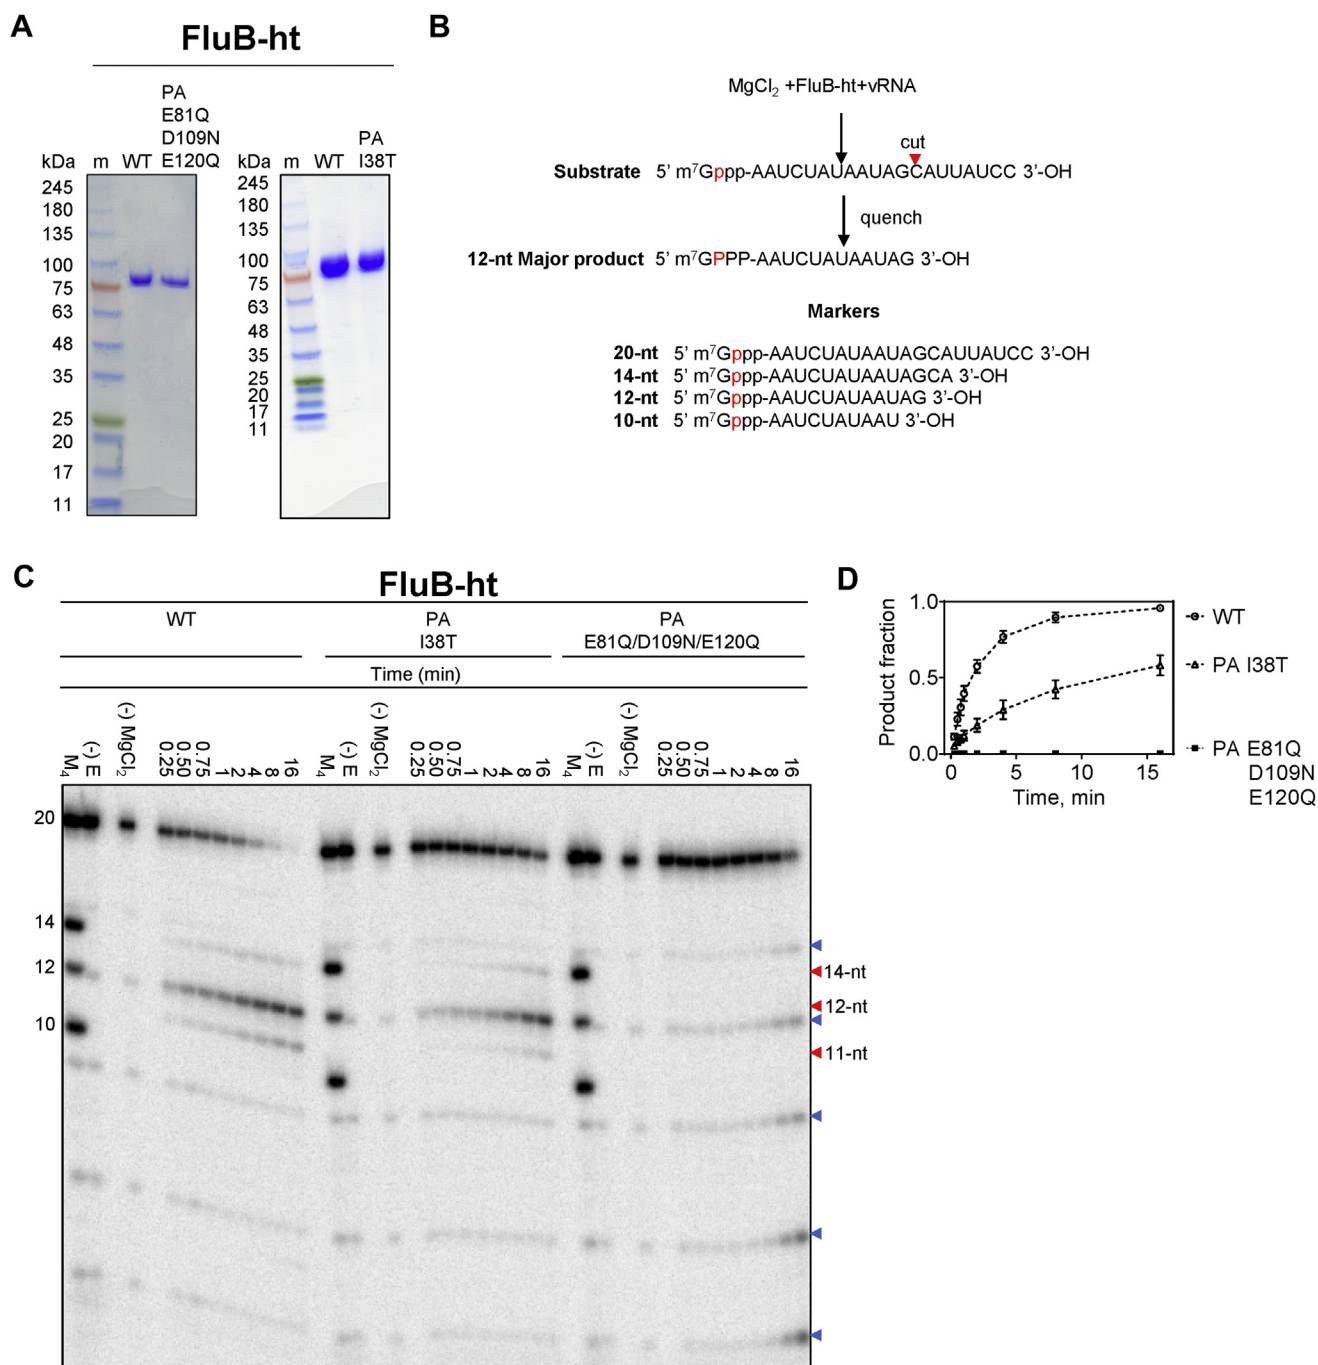 A
FluB-ht
PA
E81Q
D109N
kDa m WT E120Q
245
180
135
100
75
63
48
35
25
20
17
11
PA
kDa m WT I38T
245
180
135
100
75
63
48
35
25
20
17
11
B
MgCl2 +FluB-ht+vRNA
cut
Substrate 5' m7Gppp-AAUCUAUAAUAGCAUUAUCC 3'-OH
quench
12-nt Major product 5' m7GPPP-AAUCUAUAAUAG 3'-OH
Markers
20-nt 5' m7Gppp-AAUCUAUAAUAGCAUUAUCC 3'-OH
14-nt 5' m7Gppp-AAUCUAUAAUAGCA 3'-OH
12-nt 5' m7Gppp-AAUCUAUAAUAG 3'-OH
10-nt 5' m7Gppp-AAUCUAUAAU 3'-OH
C
FluB-ht
WT
PA
I38T
PA
E81Q/D109N/E120Q
Time (min)
M4 (-) E (-) MgCl2 0.25 0.50 0.75 1 2 4 8 16
M4 (-) E (-) MgCl2 0.25 0.50 0.75 1 2 4 8 16
M4 (-) E (-) MgCl2 0.25 0.50 0.75 1 2 4 8 16
20
14
12
10
14-nt
12-nt
11-nt
D
Product fraction
1.0
0.5
0.0
0 5 10 15
Time, min
WT
PA I38T
PA E81Q
D109N
E120Q